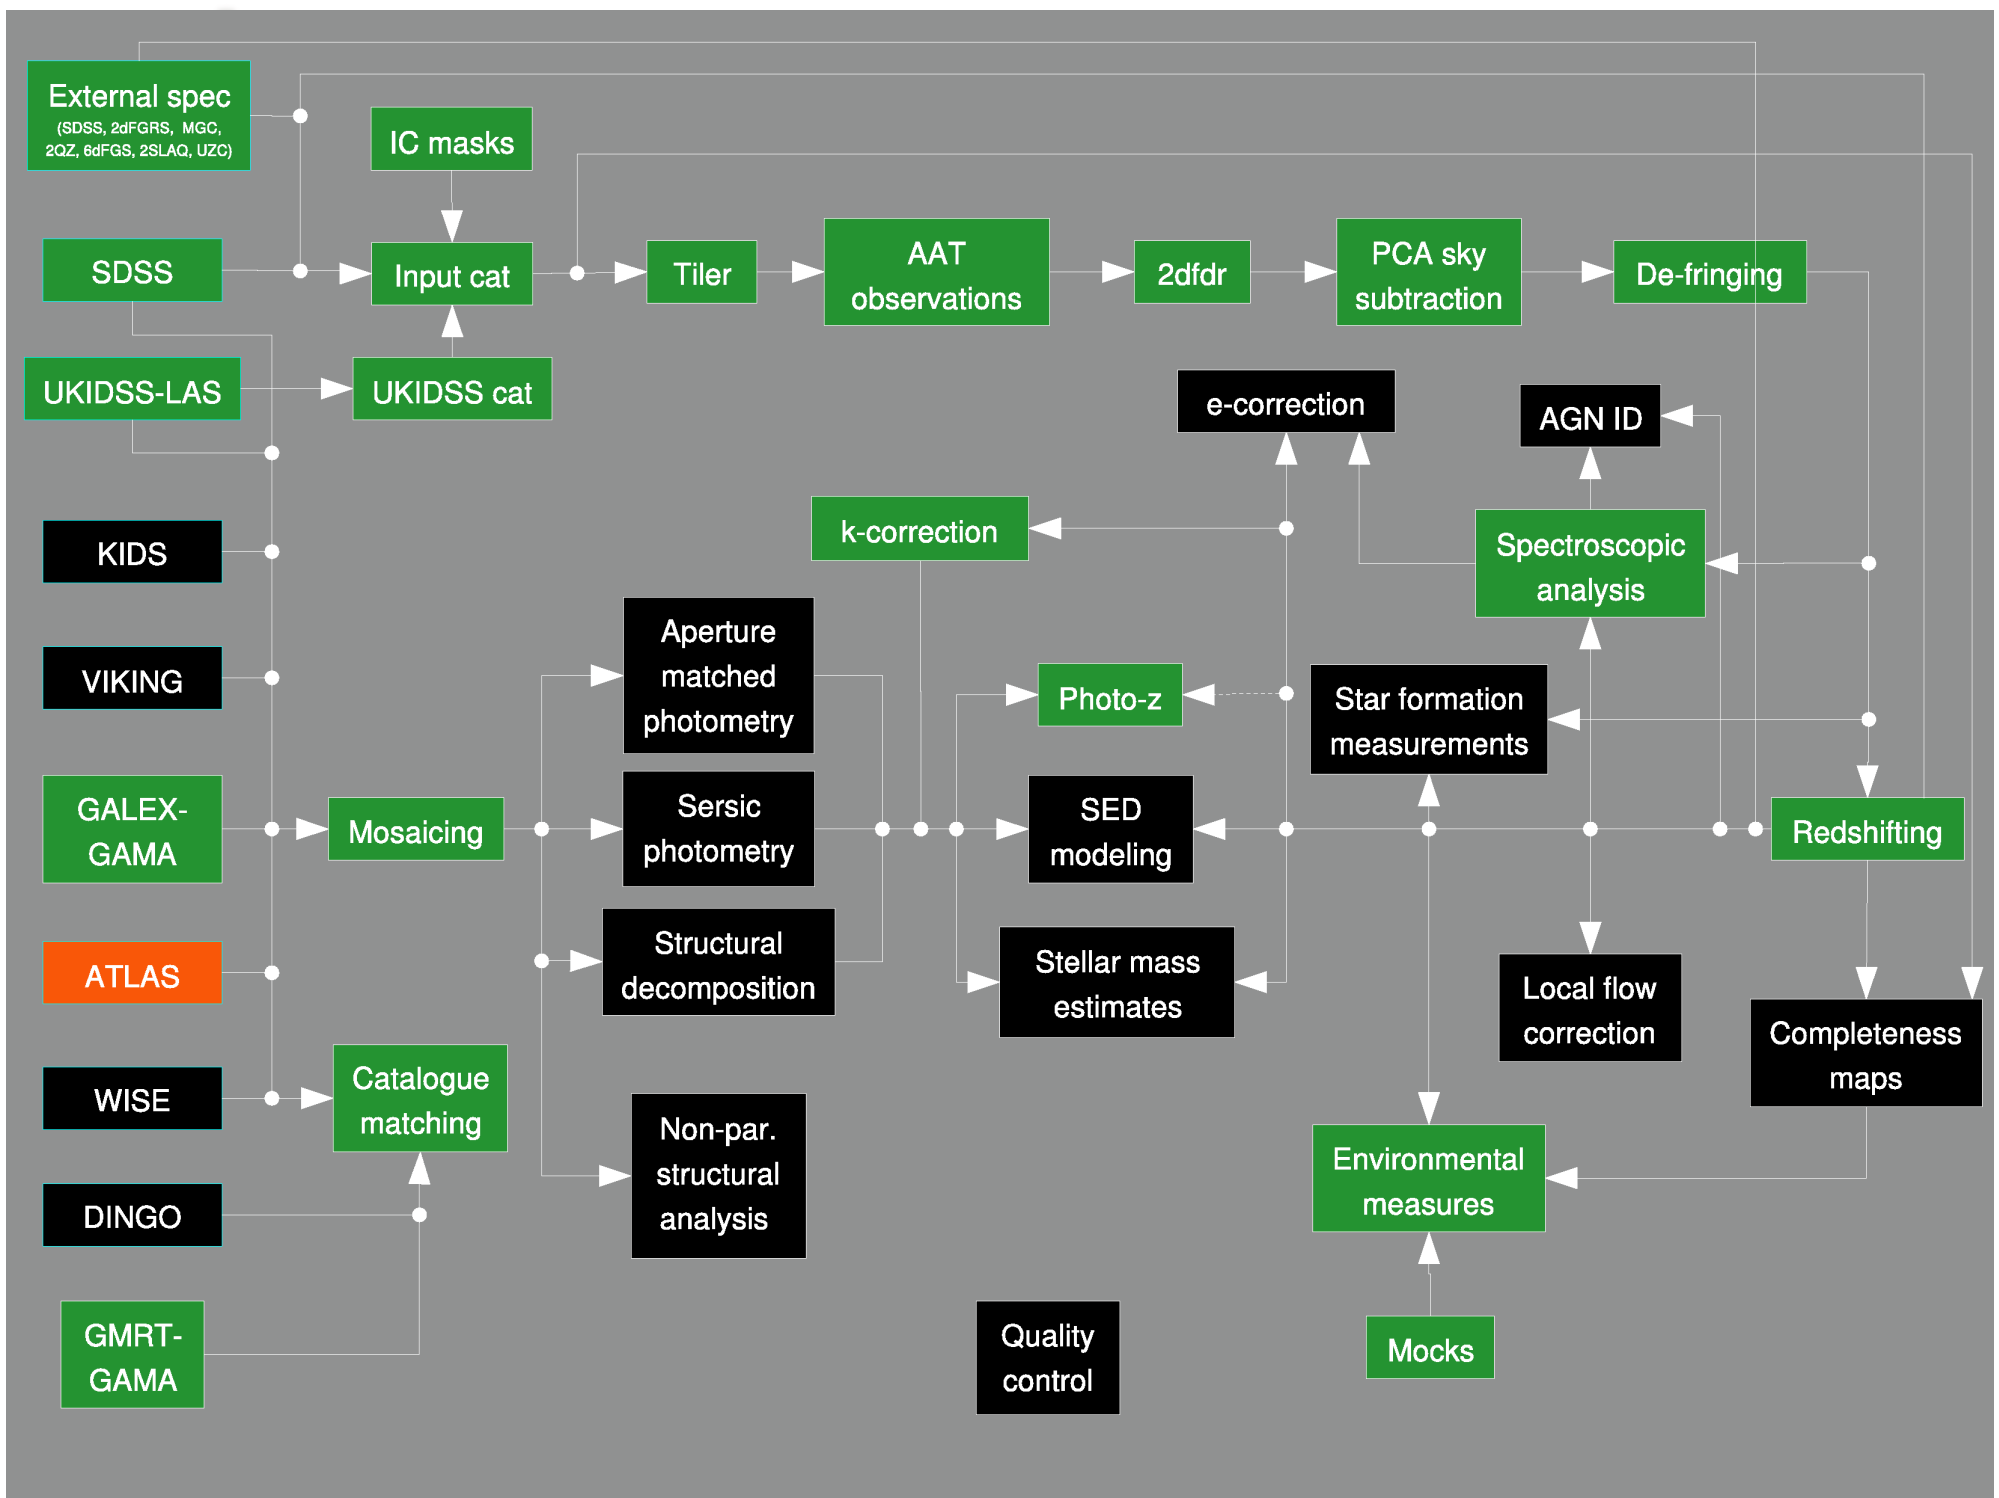 External spec
(SDSS, 2dFGRS, MGC,
2QZ, 6dFGS, 2SLAQ, UZC)
IC masks
SDSS
Input cat
Tiler
AAT
observations
2dfdr
PCA sky
subtraction
De-fringing
UKIDSS-LAS
UKIDSS cat
e-correction
AGN ID
KIDS
k-correction
Spectroscopic
analysis
VIKING
Aperture
matched
photometry
Photo-z
Star formation
measurements
GALEX-
GAMA
Mosaicing
Sersic
photometry
SED
modeling
Redshifting
ATLAS
Structural
decomposition
Stellar mass
estimates
Local flow
correction
Completeness
maps
WISE
Catalogue
matching
Non-par.
structural
analysis
Environmental
measures
DINGO
GMRT-
GAMA
Quality
control
Mocks